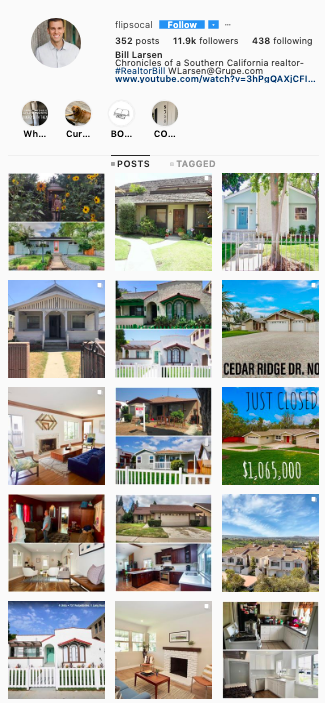 flipsocal Follow
352 posts 11.9k followers 438 following
Bill Larsen
Chronicles of a Southern California realtor-
#RealtorBill WLarsen@Grupe.com
www.youtube.com/watch?v=3hPgQAXjCFI...
Wh... Cur... BO... CO...
POSTS TAGGED
CEDAR RIDGE DR. NO
JUST CLOSED
$1,065,000